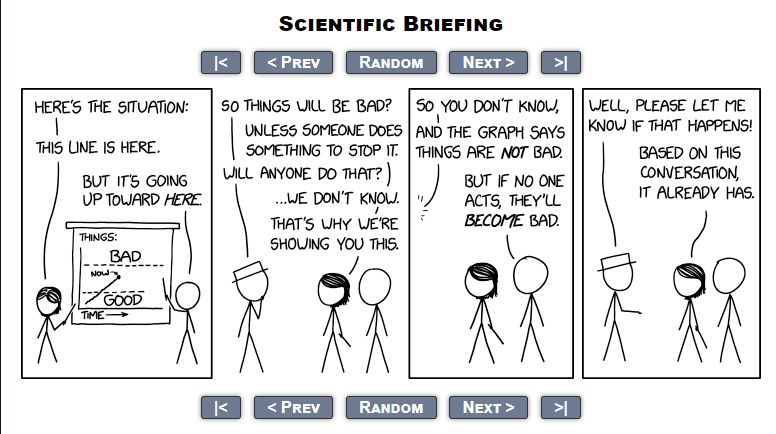 Scientific Briefing
|<
< Prev
Random
Next >
>|
HERE'S THE SITUATION:
THIS LINE IS HERE.
BUT IT'S GOING
UP TOWARD HERE.
THINGS:
BAD
NOW
GOOD
TIME
SO THINGS WILL BE BAD?
UNLESS SOMEONE DOES
SOMETHING TO STOP IT.
WILL ANYONE DO THAT?
...WE DON'T KNOW.
THAT'S WHY WE'RE
SHOWING YOU THIS.
SO YOU DON'T KNOW,
AND THE GRAPH SAYS
THINGS ARE NOT BAD.
BUT IF NO ONE
ACTS, THEY'LL
BECOME BAD.
WELL, PLEASE LET ME
KNOW IF THAT HAPPENS!
BASED ON THIS
CONVERSATION,
IT ALREADY HAS.
|<
< Prev
Random
Next >
>|